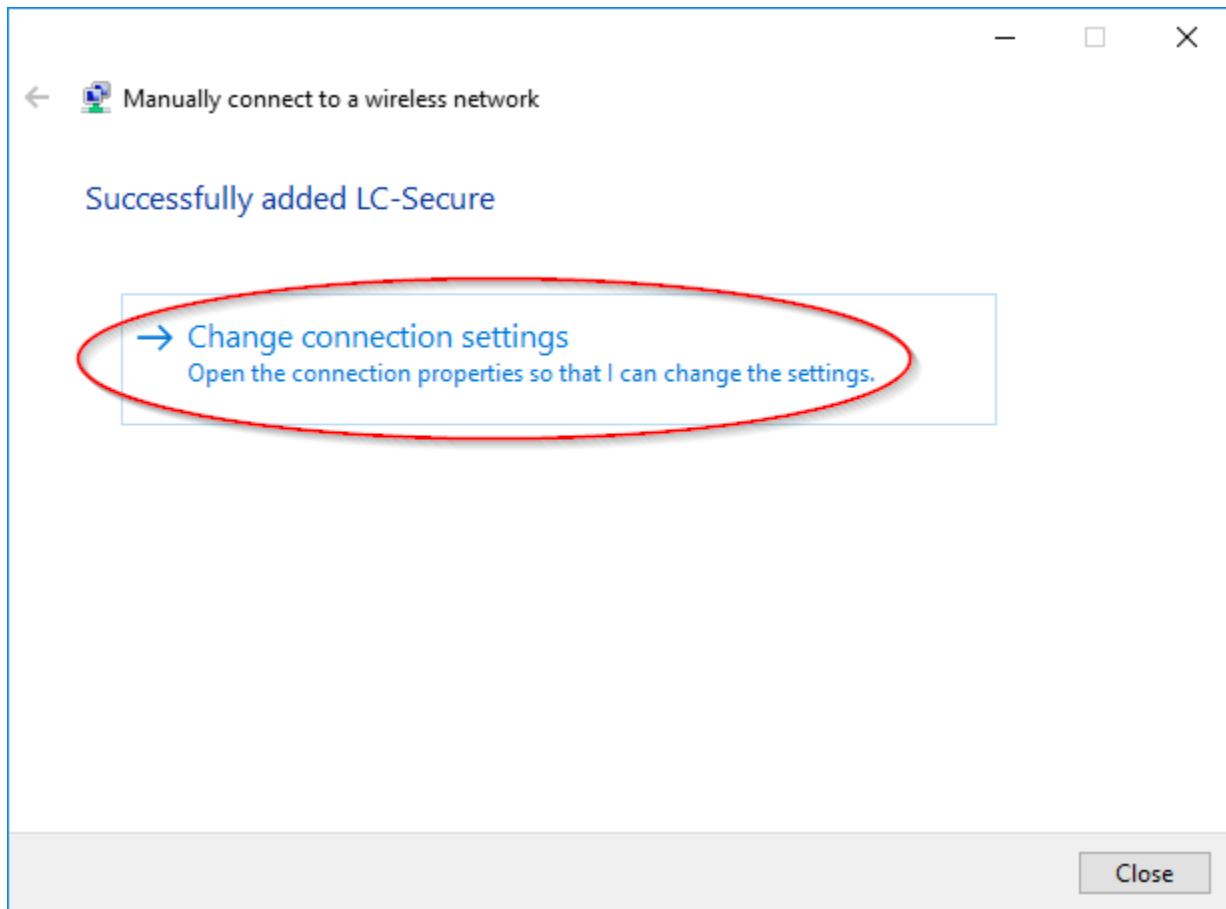 Manually connect to a wireless network
Successfully added LC-Secure
Change connection settings
Open the connection properties so that I can change the settings.
Close